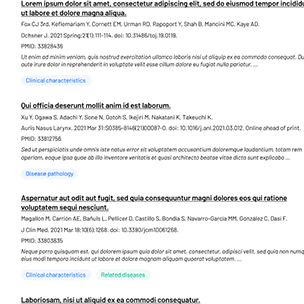 Lorem ipsum dolor sit amet, consectetur adipiscing elit, sed do eiusmod tempor incididu
ut labore et dolore magna aliqua.
Fox CJ 3rd, Keflemariam Y, Cornett EM, Urman RD, Rapoport Y, Shah B, Mancini MC, Kaye AD.
Ochsner J. 2021 Spring;21(1):111-114. doi: 10.31486/toj.19.0119.
PMID: 33828436
Ut enim ad minim veniam, quis nostrud exercitation ullamco laboris nisi ut aliquip ex ea commodo consequat. Du
aute irure dolor in reprehenderit in voluptate velit esse cillum dolore eu fugiat nulla pariatur. ...
Clinical characteristics
Qui officia deserunt mollit anim id est laborum.
Xu Y, Ogawa S, Adachi Y, Sone N, Gotoh S, Ikejiri M, Nakatani K, Takeuchi K.
Auris Nasus Larynx. 2021 Mar 31:S0385-8146(21)00087-0. doi: 10.1016/j.anl.2021.03.012. Online ahead of print.
PMID: 33812756
Sed ut perspiciatis unde omnis iste natus error sit voluptatem accusantium doloremque laudantium, totam rem
aperiam, eaque ipsa quae ab illo inventore veritatis et quasi architecto beatae vitae dicta sunt explicabo ...
Disease pathology
Aspernatur aut odit aut fugit, sed quia consequuntur magni dolores eos qui ratione
voluptatem sequi nesciunt.
Magallón M, Carrión AE, Bañuls L, Pellicer D, Castillo S, Bondía S, Navarro-García MM, González C, Dasí F.
J Clin Med. 2021 Mar 18;10(6):1268. doi: 10.3390/jcm10061268.
PMID: 33803835
Neque porro quisquam est, qui dolorem ipsum quia dolor sit amet, consectetur, adipisci velit, sed quia non numq
eius modi tempora incidunt ut labore et dolore magnam aliquam quaerat voluptatem. ...
Clinical characteristics Related diseases
Laboriosam, nisi ut aliquid ex ea commodi consequatur.